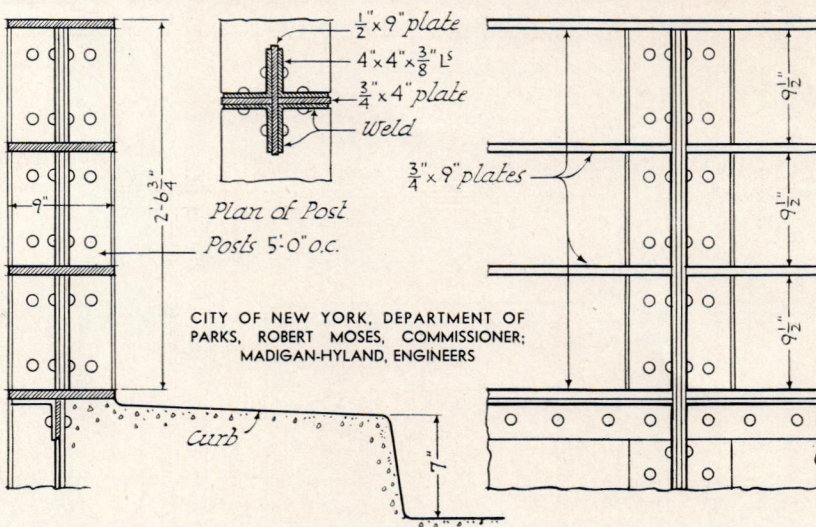 1/2" x 9" plate
4" x 4" x 3/8" Ls
3/4" x 4" plate
Weld
9"
2'-6 3/4"
Plan of Post
Posts 5'-0" o.c.
3/4" x 9" plates
9 1/2"
9 1/2"
9 1/2"
CITY OF NEW YORK, DEPARTMENT OF
PARKS, ROBERT MOSES, COMMISSIONER;
MADIGAN-HYLAND, ENGINEERS
Curb
7"